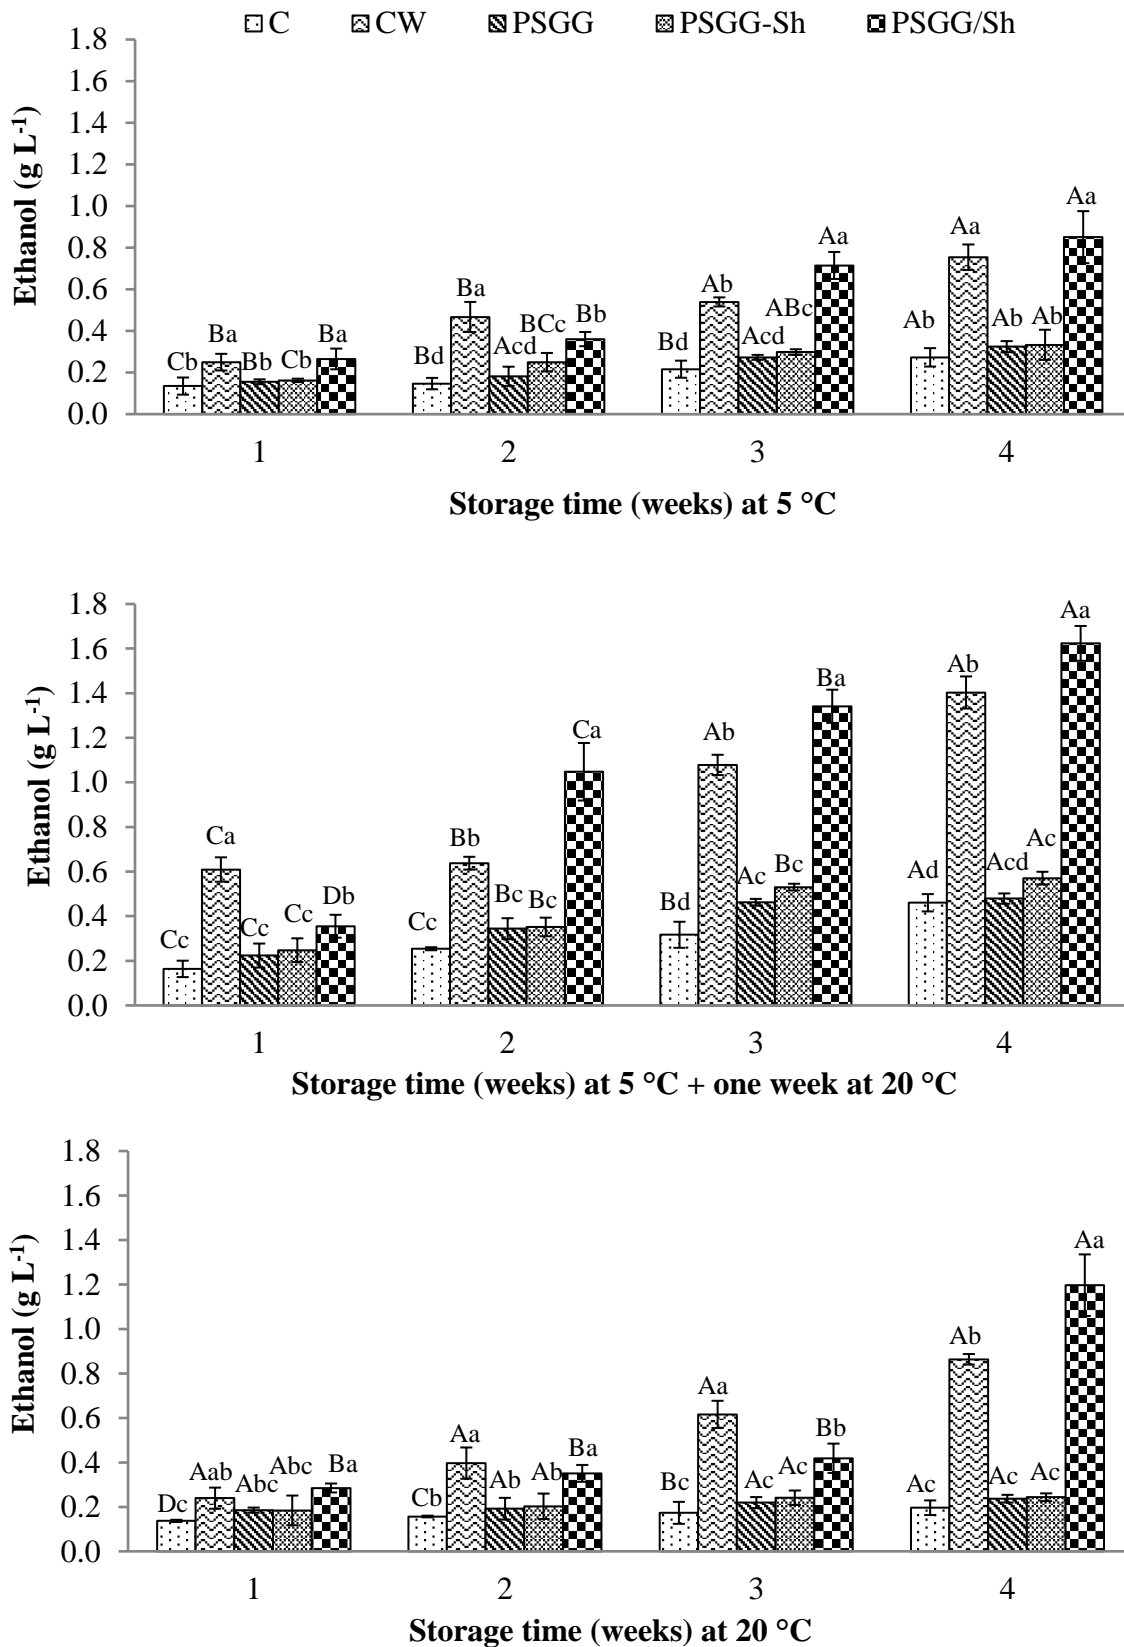 C CW PSGG PSGG-Sh PSGG/Sh
1.8
1.6
1.4
1.2
1.0
0.8
0.6
0.4
0.2
0.0
Ethanol (g L-1)
Cb Ba Bb Cb Ba
Bd Ba Acd BCc Bb
Bd Ab Acd ABc Aa
Ab Aa Ab Ab Aa
1 2 3 4
Storage time (weeks) at 5 °C
1.8
1.6
1.4
1.2
1.0
0.8
0.6
0.4
0.2
0.0
Ethanol (g L-1)
Cc Ca Cc Cc Db
Cc Bb Bc Bc Ca
Bd Ab Ac Bc Ba
Ad Ab Acd Ac Aa
1 2 3 4
Storage time (weeks) at 5 °C + one week at 20 °C
1.8
1.6
1.4
1.2
1.0
0.8
0.6
0.4
0.2
0.0
Ethanol (g L-1)
Dc Aab Abc Abc Ba
Cb Aa Ab Ab Ba
Bc Aa Ac Ac Bb
Ac Ab Ac Ac Aa
1 2 3 4
Storage time (weeks) at 20 °C